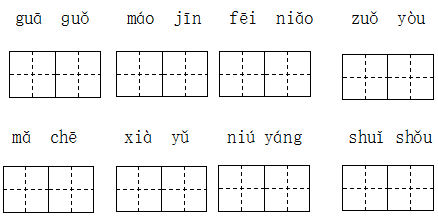 guā guǒ máo jīn fēi niǎo zuǒ yòu
mǎ chē xià yǔ niú yáng shuǐ shǒu